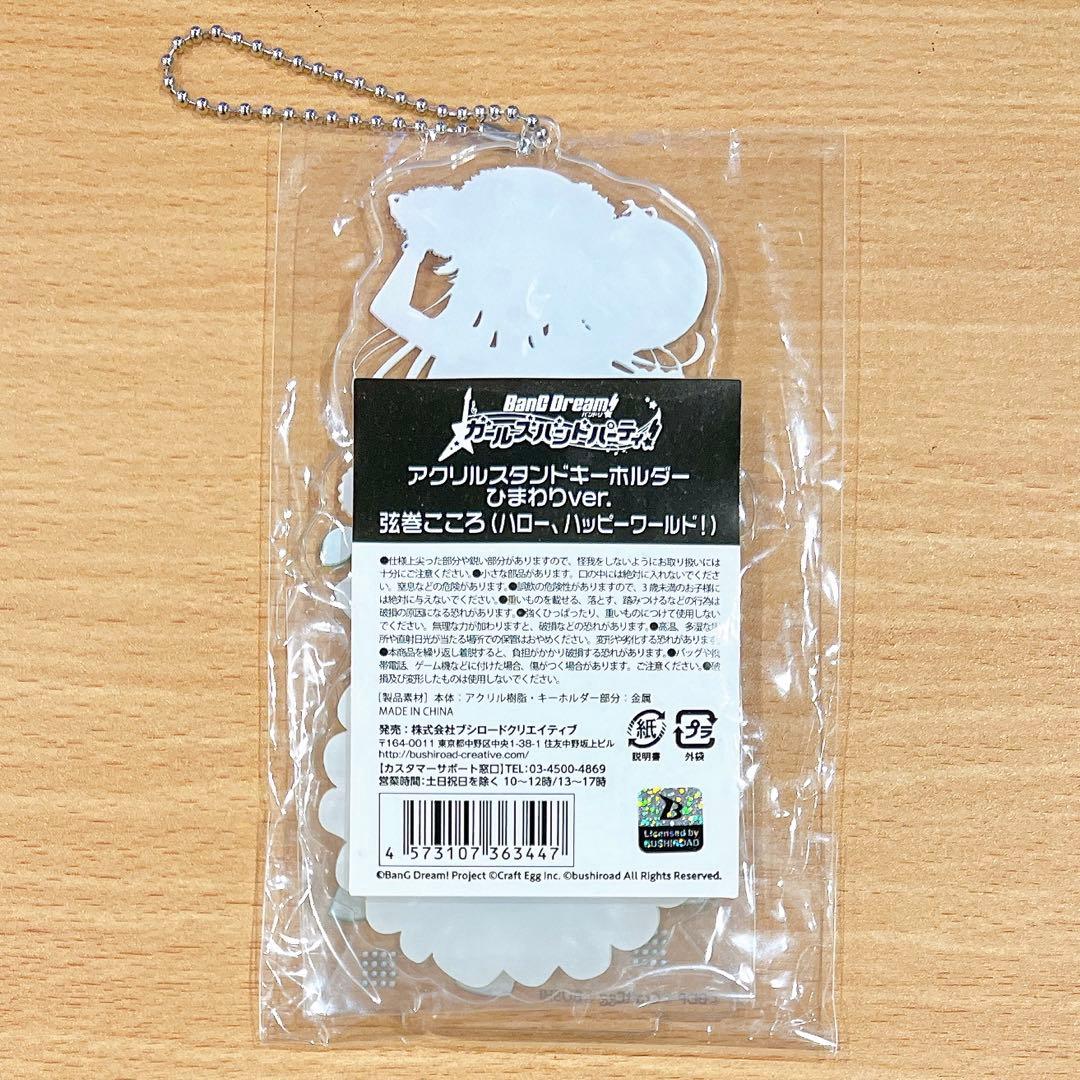 BanG Dream!
バンドリ
ガールズバンドパーティ!
アクリルスタンドキーホルダー
ひまわりver.
弦巻こころ(ハロー、ハッピーワールド!)
●仕様上尖った部分や鋭い部分がありますので、怪我をしないようにお取り扱いには
十分にご注意ください。●小さな部品があります。口の中には絶対に入れないでくださ
い。窒息などの危険があります。●誤飲の危険性がありますので、3歳未満のお子様に
は絶対に与えないでください。●重いものを載せる、落とす、踏みつけるなどの行為は
破損の原因になる恐れがあります。●強くひっぱったり、重いものにつけて使用しない
でください。無理な力が加わりますと、破損などの恐れがあります。●高温、多湿な場
所や直射日光が当たる場所での保管はおやめください。変形や劣化する恐れがあります。
●本商品を繰り返し着脱すると、負担がかかり破損する恐れがあります。●バッグや携
帯電話、ゲーム機などに付けた場合、傷がつく場合があります。ご注意ください。●破
損及び変形したものは使用しないでください。
[製品素材] 本体:アクリル樹脂・キーホルダー部分:金属
MADE IN CHINA
発売:株式会社ブシロードクリエイティブ
〒164-0011 東京都中野区中央1-38-1 住友中野坂上ビル
http://bushiroad-creative.com/
【カスタマーサポート窓口】TEL:03-4500-4869
営業時間:土日祝日を除く 10~12時/13~17時
紙
説明書
プラ
外袋
Licensed by
BUSHIROAD
4 573107 363447
©BanG Dream! Project ©Craft Egg Inc. ©bushiroad All Rights Reserved.